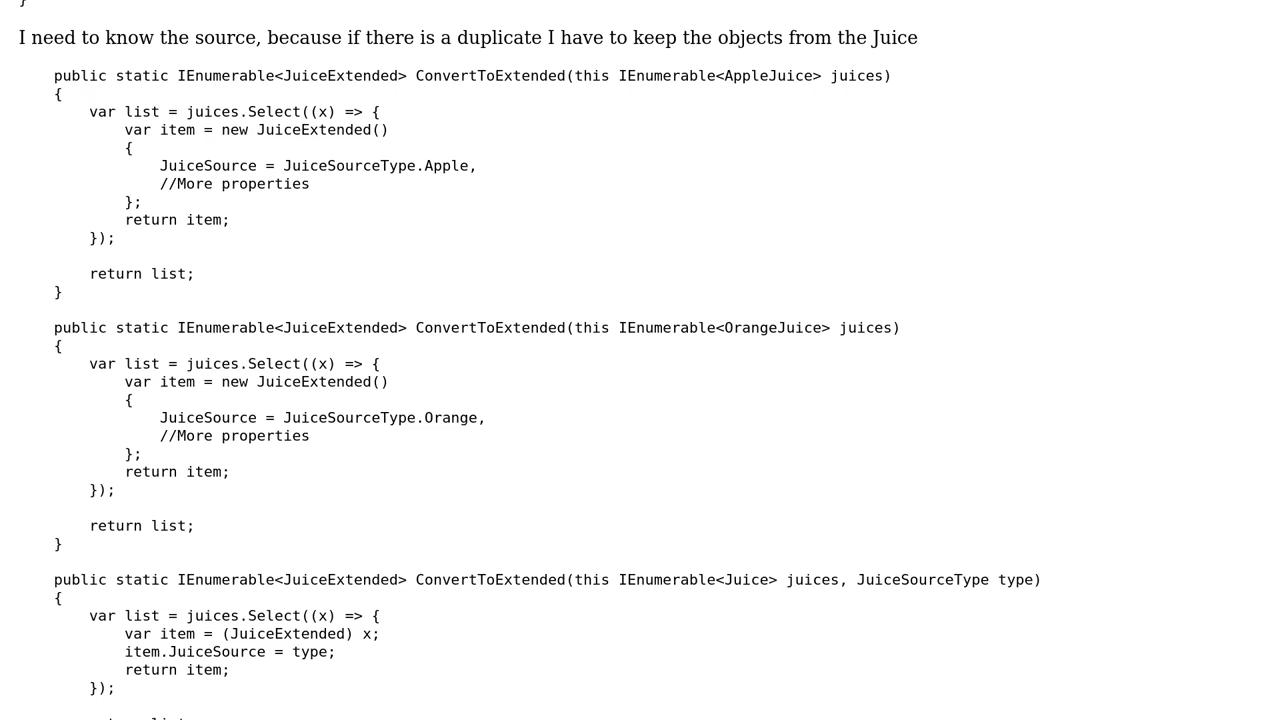 }
I need to know the source, because if there is a duplicate I have to keep the objects from the Juice
public static IEnumerable<JuiceExtended> ConvertToExtended(this IEnumerable<AppleJuice> juices)
{
    var list = juices.Select((x) => {
        var item = new JuiceExtended()
        {
            JuiceSource = JuiceSourceType.Apple,
            //More properties
        };
        return item;
    });

    return list;
}

public static IEnumerable<JuiceExtended> ConvertToExtended(this IEnumerable<OrangeJuice> juices)
{
    var list = juices.Select((x) => {
        var item = new JuiceExtended()
        {
            JuiceSource = JuiceSourceType.Orange,
            //More properties
        };
        return item;
    });

    return list;
}

public static IEnumerable<JuiceExtended> ConvertToExtended(this IEnumerable<Juice> juices, JuiceSourceType type)
{
    var list = juices.Select((x) => {
        var item = (JuiceExtended) x;
        item.JuiceSource = type;
        return item;
    });